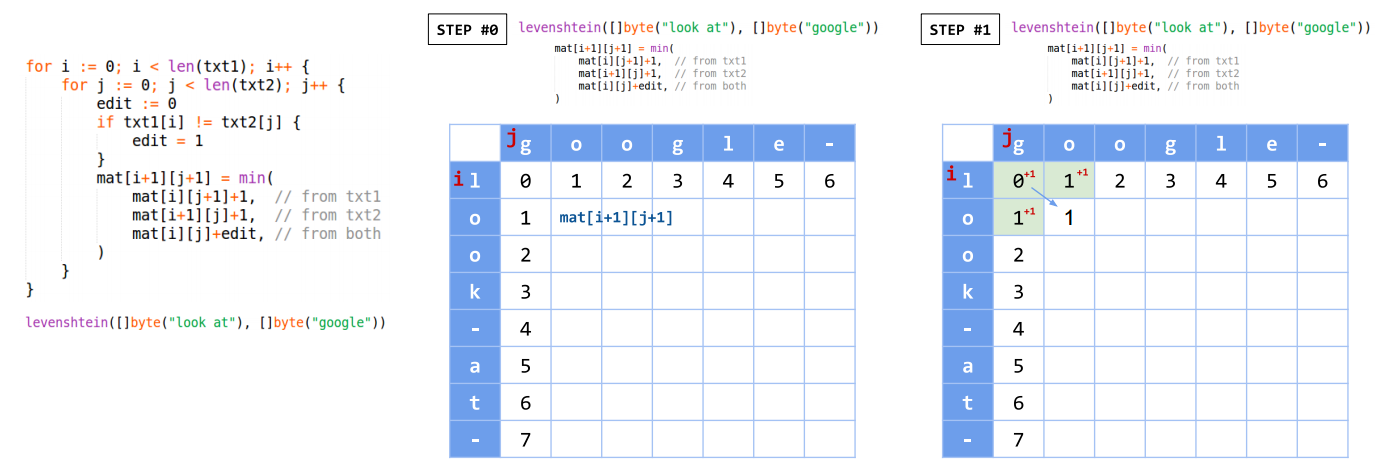 for i := 0; i < len(txt1); i++ {
    for j := 0; j < len(txt2); j++ {
        edit := 0
        if txt1[i] != txt2[j] {
            edit = 1
        }
        mat[i+1][j+1] = min(
            mat[i][j+1]+1,  // from txt1
            mat[i+1][j]+1,  // from txt2
            mat[i][j]+edit, // from both
        )
    }
}
levenshtein([]byte("look at"), []byte("google"))
STEP #0
levenshtein([]byte("look at"), []byte("google"))
mat[i+1][j+1] = min(
    mat[i][j+1]+1,  // from txt1
    mat[i+1][j]+1,  // from txt2
    mat[i][j]+edit, // from both
)
j g o o g l e -
i l 0 1 2 3 4 5 6
o 1 mat[i+1][j+1]
o 2
k 3
- 4
a 5
t 6
- 7
STEP #1
levenshtein([]byte("look at"), []byte("google"))
mat[i+1][j+1] = min(
    mat[i][j+1]+1,  // from txt1
    mat[i+1][j]+1,  // from txt2
    mat[i][j]+edit, // from both
)
j g o o g l e -
i l 0 +1 1 +1 2 3 4 5 6
o 1 +1 1
o 2
k 3
- 4
a 5
t 6
- 7